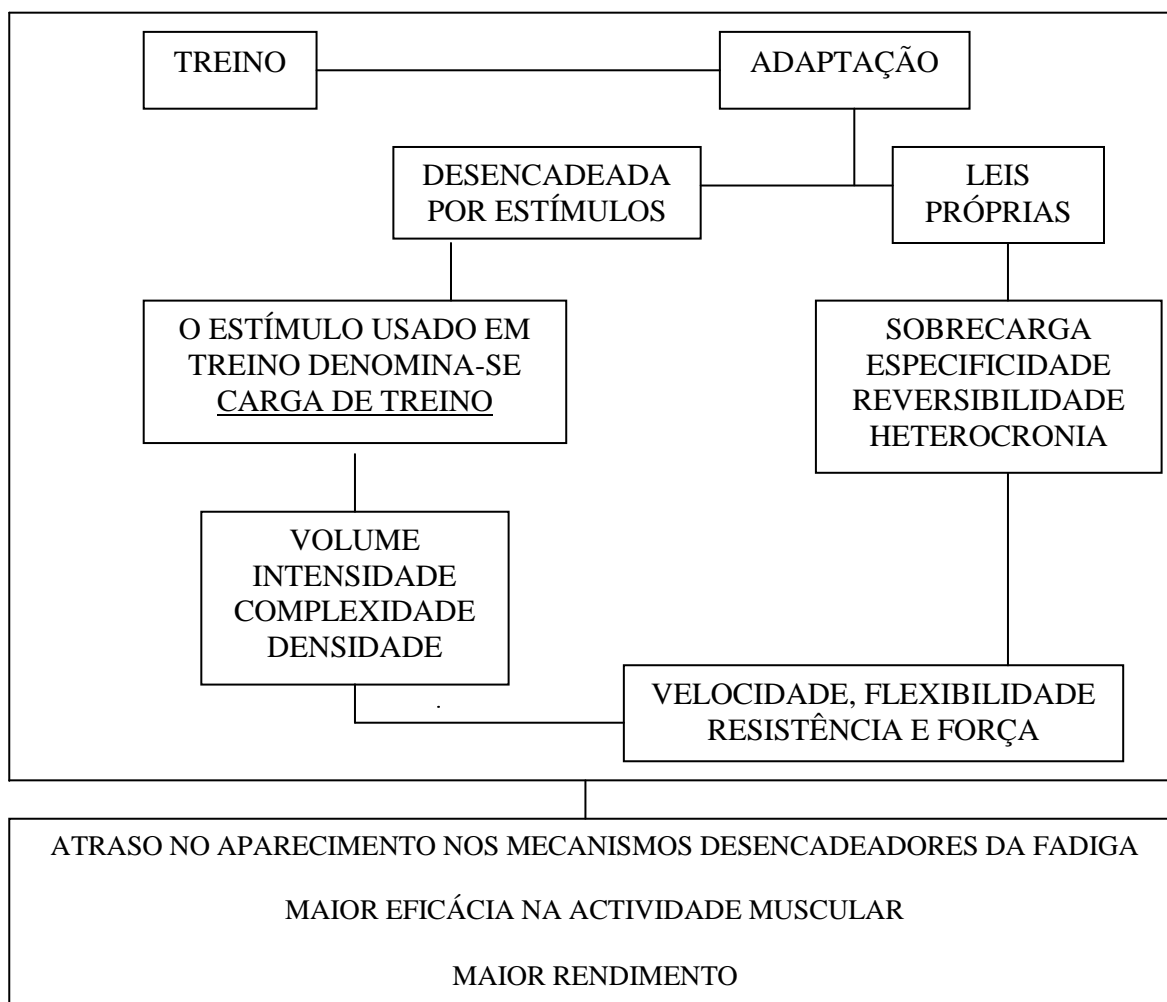 TREINO
ADAPTAÇÃO
DESENCADEADA
POR ESTÍMULOS
LEIS
PRÓPRIAS
O ESTÍMULO USADO EM
TREINO DENOMINA-SE
CARGA DE TREINO
SOBRECARGA
ESPECIFICIDADE
REVERSIBILIDADE
HETEROCRONIA
VOLUME
INTENSIDADE
COMPLEXIDADE
DENSIDADE
.
VELOCIDADE, FLEXIBILIDADE
RESISTÊNCIA E FORÇA
ATRASO NO APARECIMENTO NOS MECANISMOS DESENCADEADORES DA FADIGA
MAIOR EFICÁCIA NA ACTIVIDADE MUSCULAR
MAIOR RENDIMENTO